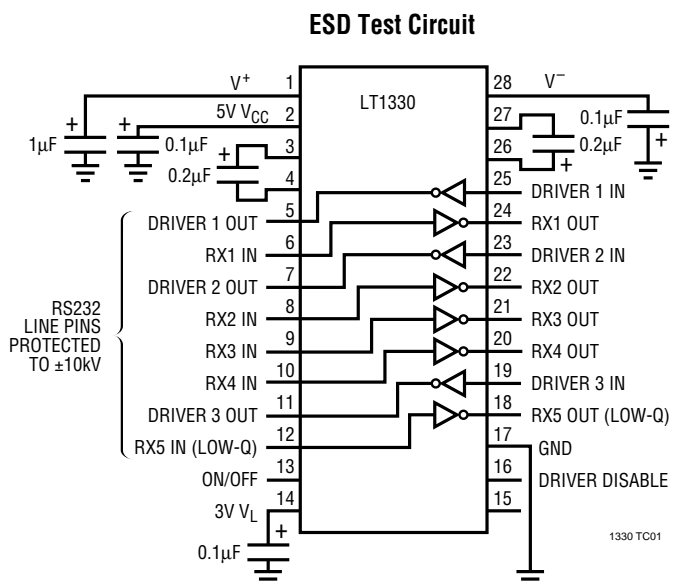 ESD Test Circuit
LT1330
V+ 1
5V VCC 2
3
4
1µF +
+ 0.1µF
+ 0.2µF
DRIVER 1 OUT 5
RX1 IN 6
DRIVER 2 OUT 7
RX2 IN 8
RX3 IN 9
RX4 IN 10
DRIVER 3 OUT 11
RX5 IN (LOW-Q) 12
ON/OFF 13
3V VL 14
+
0.1µF
RS232
LINE PINS
PROTECTED
TO ±10kV
28 V−
27
26
0.1µF +
0.2µF +
25 DRIVER 1 IN
24 RX1 OUT
23 DRIVER 2 IN
22 RX2 OUT
21 RX3 OUT
20 RX4 OUT
19 DRIVER 3 IN
18 RX5 OUT (LOW-Q)
17 GND
16 DRIVER DISABLE
15
1330 TC01